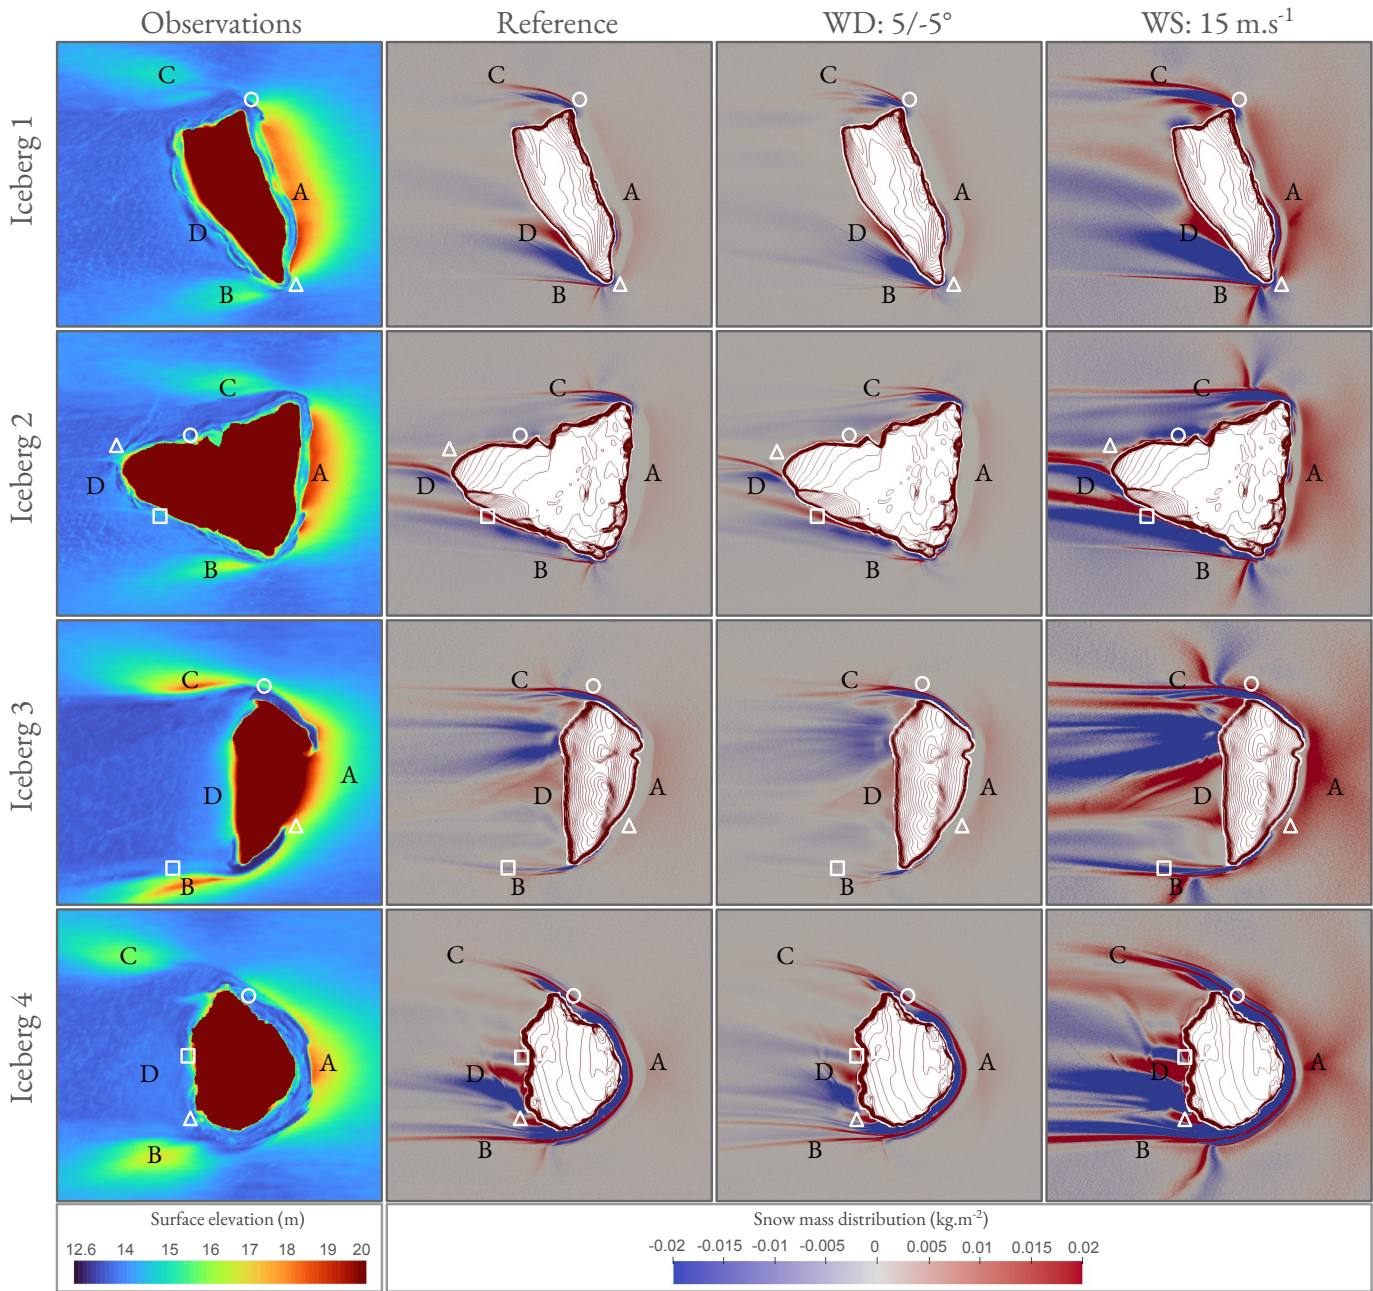 Observations Reference WD: 5/-5° WS: 15 m.s⁻¹
Iceberg 1
C C C C
A A A A
D D D D
B B B B
Iceberg 2
C C C C
D A D A D A D A
B B B B
Iceberg 3
C C C C
D A D A D A D A
B B B B
Iceberg 4
C C C C
D A D A D A D A
B B B B
Surface elevation (m) Snow mass distribution (kg.m⁻²)
12.6 14 15 16 17 18 19 20 -0.02 -0.015 -0.01 -0.005 0 0.005 0.01 0.015 0.02